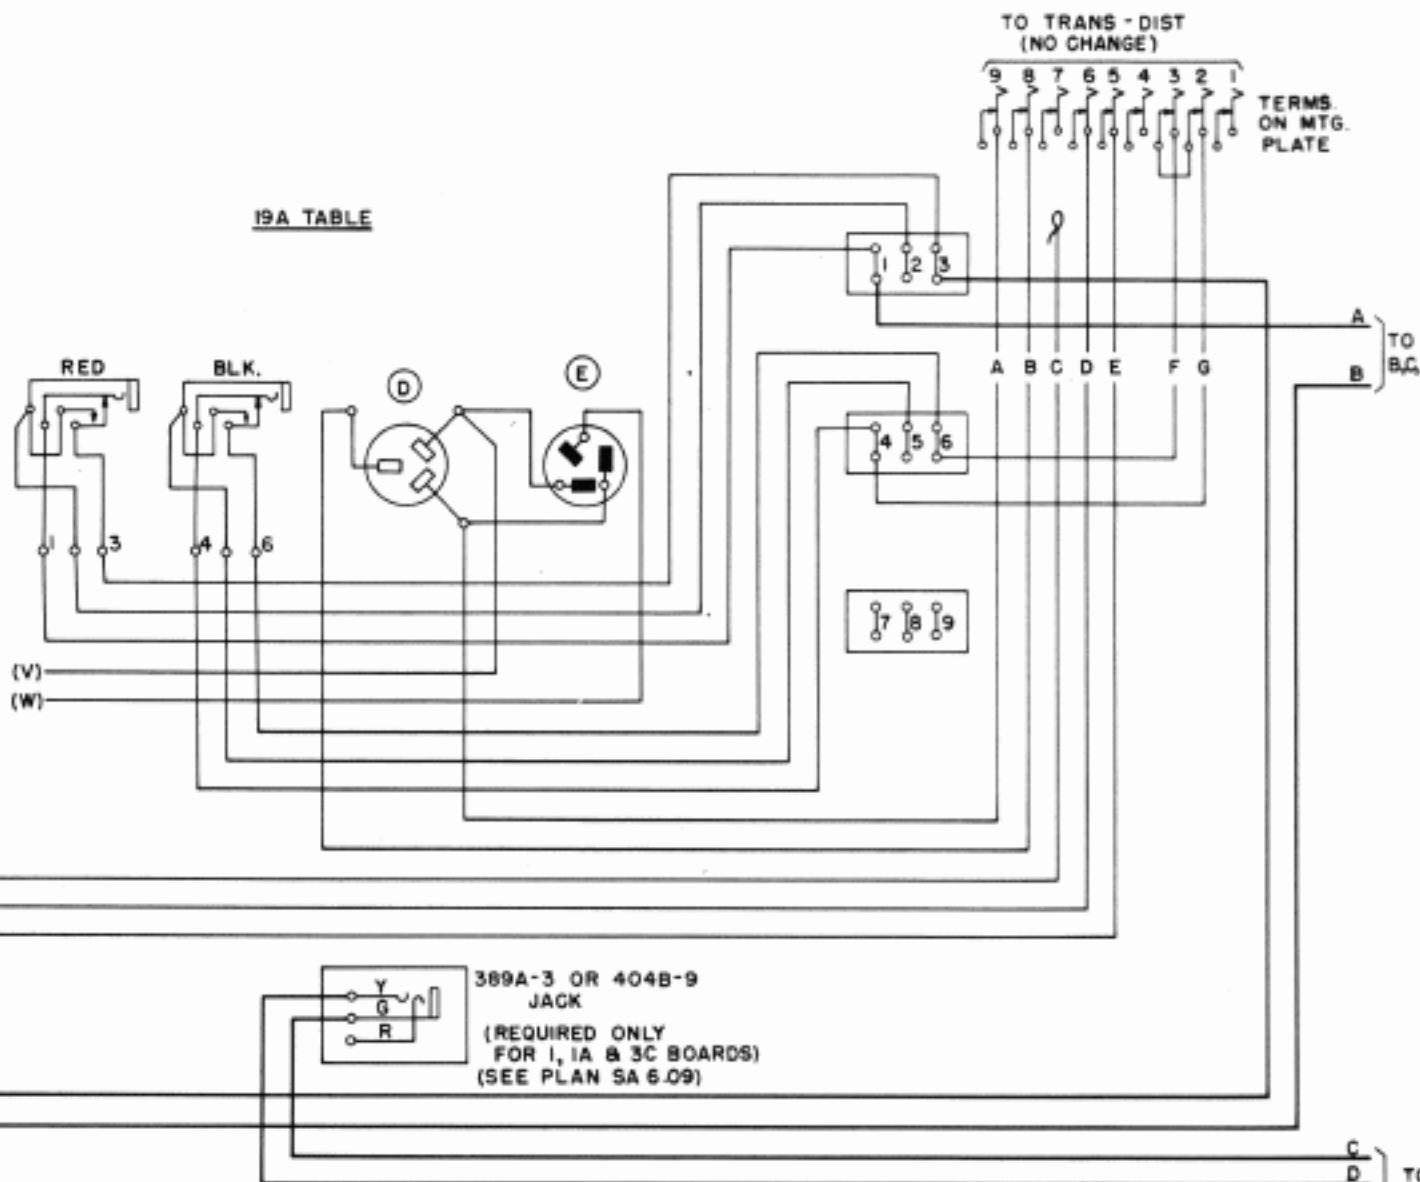 TO TRANS - DIST
(NO CHANGE)
9 8 7 6 5 4 3 2 1
TERMS.
ON MTG.
PLATE
19A TABLE
1 2 3
A
TO
B,C,
B
RED
BLK.
D
E
A B C D E F G
4 5 6
1 3
4 6
7 8 9
(V)
(W)
389A-3 OR 404B-9
JACK
Y
G
R
(REQUIRED ONLY
FOR 1, 1A & 3C BOARDS)
(SEE PLAN SA 6.09)
C
D
TO